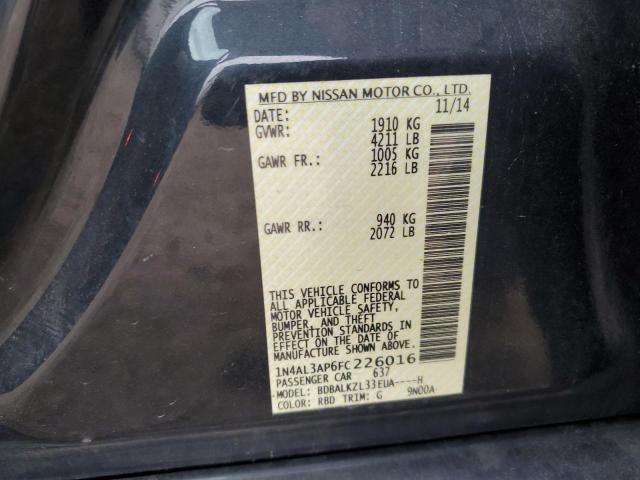 MFD BY NISSAN MOTOR CO., LTD.
DATE: 11/14
GVWR: 1910 KG
4211 LB
GAWR FR.: 1005 KG
2216 LB
GAWR RR.: 940 KG
2072 LB
THIS VEHICLE CONFORMS TO
ALL APPLICABLE FEDERAL
MOTOR VEHICLE SAFETY,
BUMPER, AND THEFT
PREVENTION STANDARDS IN
EFFECT ON THE DATE OF
MANUFACTURE SHOWN
ABOVE.
1N4AL3AP6FC226016
PASSENGER CAR 637
MODEL: BDBALKZL33EUA----H
COLOR: RBD TRIM: G 9N00A